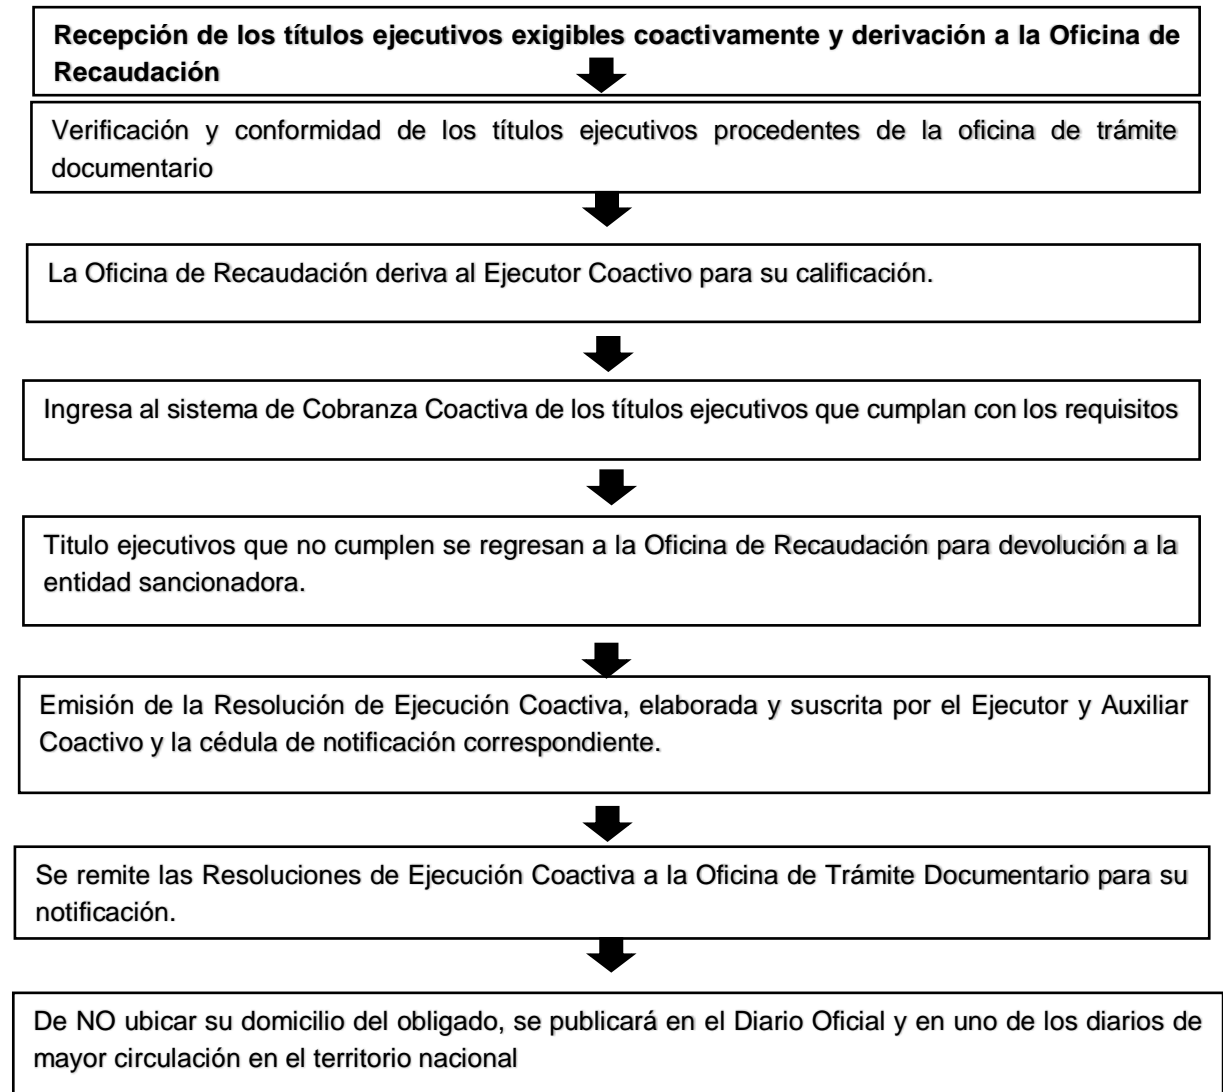 Recepción de los títulos ejecutivos exigibles coactivamente y derivación a la Oficina de
Recaudación
Verificación y conformidad de los títulos ejecutivos procedentes de la oficina de trámite
documentario
La Oficina de Recaudación deriva al Ejecutor Coactivo para su calificación.
Ingresa al sistema de Cobranza Coactiva de los títulos ejecutivos que cumplan con los requisitos
Titulo ejecutivos que no cumplen se regresan a la Oficina de Recaudación para devolución a la
entidad sancionadora.
Emisión de la Resolución de Ejecución Coactiva, elaborada y suscrita por el Ejecutor y Auxiliar
Coactivo y la cédula de notificación correspondiente.
Se remite las Resoluciones de Ejecución Coactiva a la Oficina de Trámite Documentario para su
notificación.
De NO ubicar su domicilio del obligado, se publicará en el Diario Oficial y en uno de los diarios de
mayor circulación en el territorio nacional